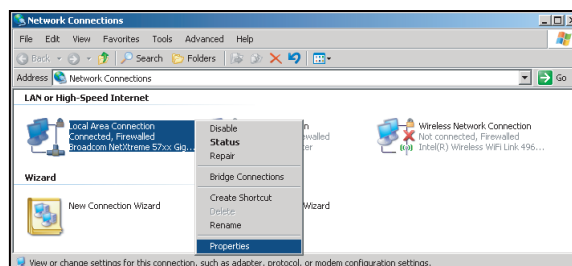 Network Connections
File Edit View Favorites Tools Advanced Help
Back Search Folders
Address Network Connections Go
LAN or High-Speed Internet
Local Area Connection
Connected, Firewalled
Broadcom NetXtreme 57xx Gig...
Disable
Status
Repair
Bridge Connections
Create Shortcut
Delete
Rename
Properties
n
ewalled
ter
Wireless Network Connection
Not connected, Firewalled
Intel(R) Wireless WiFi Link 496...
Wizard
New Connection Wizard
Wizard
View or change settings for this connection, such as adapter, protocol, or modem configuration settings.